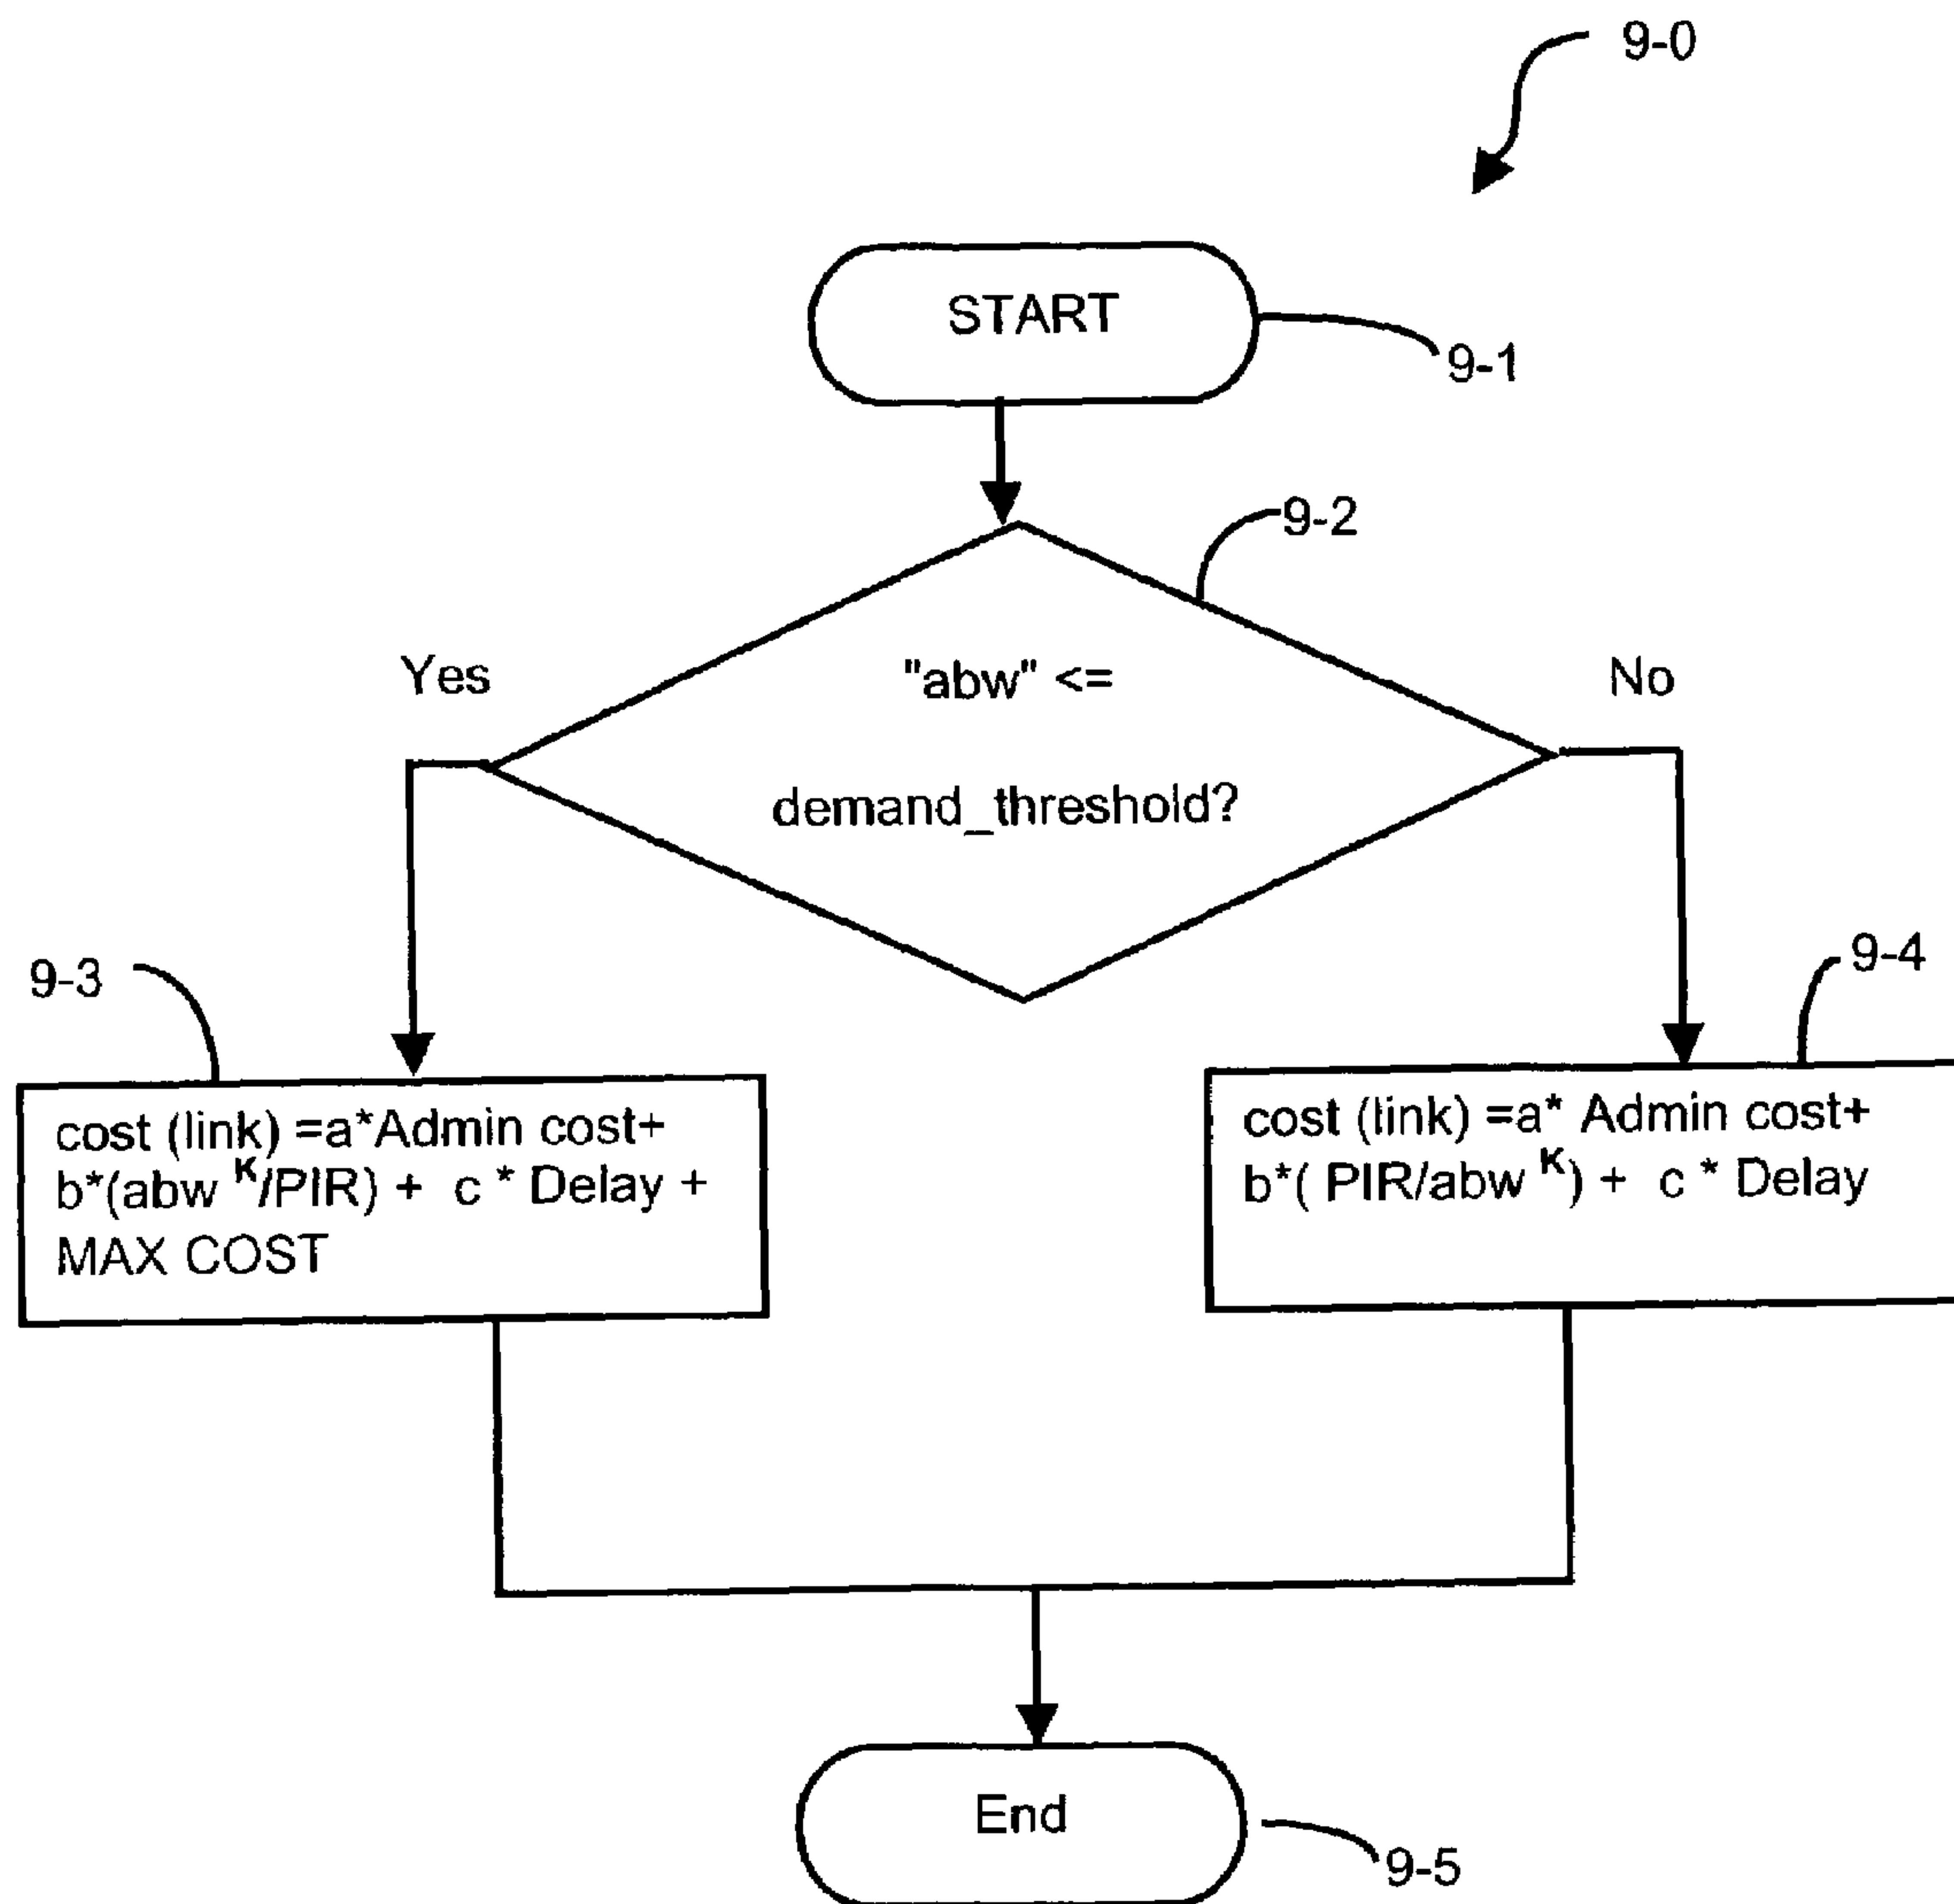 9-0
START
9-1
9-2
Yes
"abw" <=
No
demand_threshold?
9-3
9-4
cost (link) =a*Admin cost+
b*(abw ᴷ/PIR) + c * Delay +
MAX COST
cost (link) =a* Admin cost+
b*( PIR/abw ᴷ) + c * Delay
End
9-5